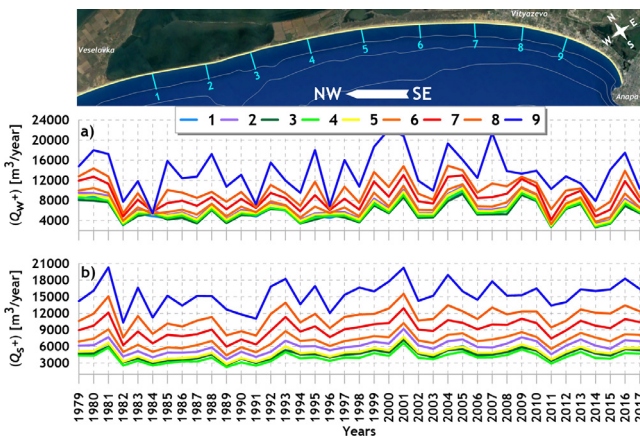 Vityazevo
Veselovka
N
W
E
S
1 2 3 4 5 6 7 8 9
NW SE
Anapa
1 2 3 4 5 6 7 8 9
a)
24000
20000
16000
12000
8000
4000
(QW+) [m³/year]
b)
21000
18000
15000
12000
9000
6000
3000
(QS+) [m³/year]
1979 1980 1981 1982 1983 1984 1985 1986 1987 1988 1989 1990 1991 1992 1993 1994 1995 1996 1997 1998 1999 2000 2001 2002 2003 2004 2005 2006 2007 2008 2009 2010 2011 2012 2013 2014 2015 2016 2017
Years